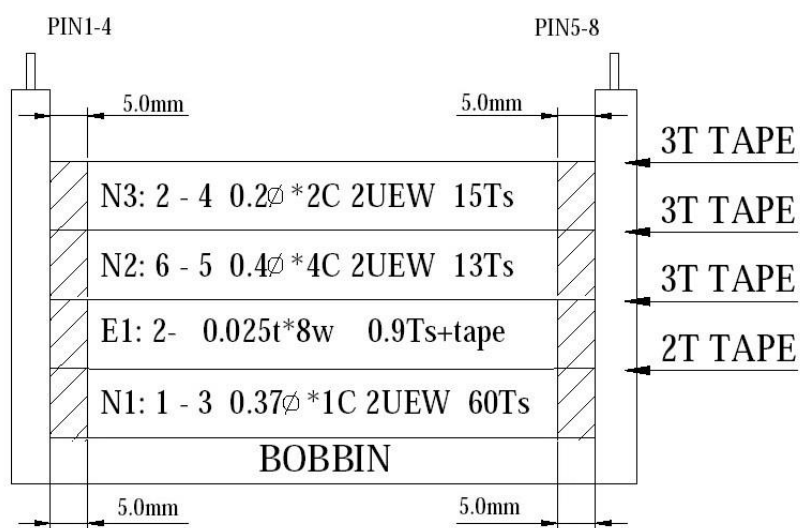 PIN1-4
PIN5-8
5.0mm
5.0mm
3T TAPE
N3: 2 - 4 0.2∅ *2C 2UEW 15Ts
3T TAPE
N2: 6 - 5 0.4∅ *4C 2UEW 13Ts
3T TAPE
E1: 2- 0.025t*8w 0.9Ts+tape
2T TAPE
N1: 1 - 3 0.37∅ *1C 2UEW 60Ts
BOBBIN
5.0mm
5.0mm